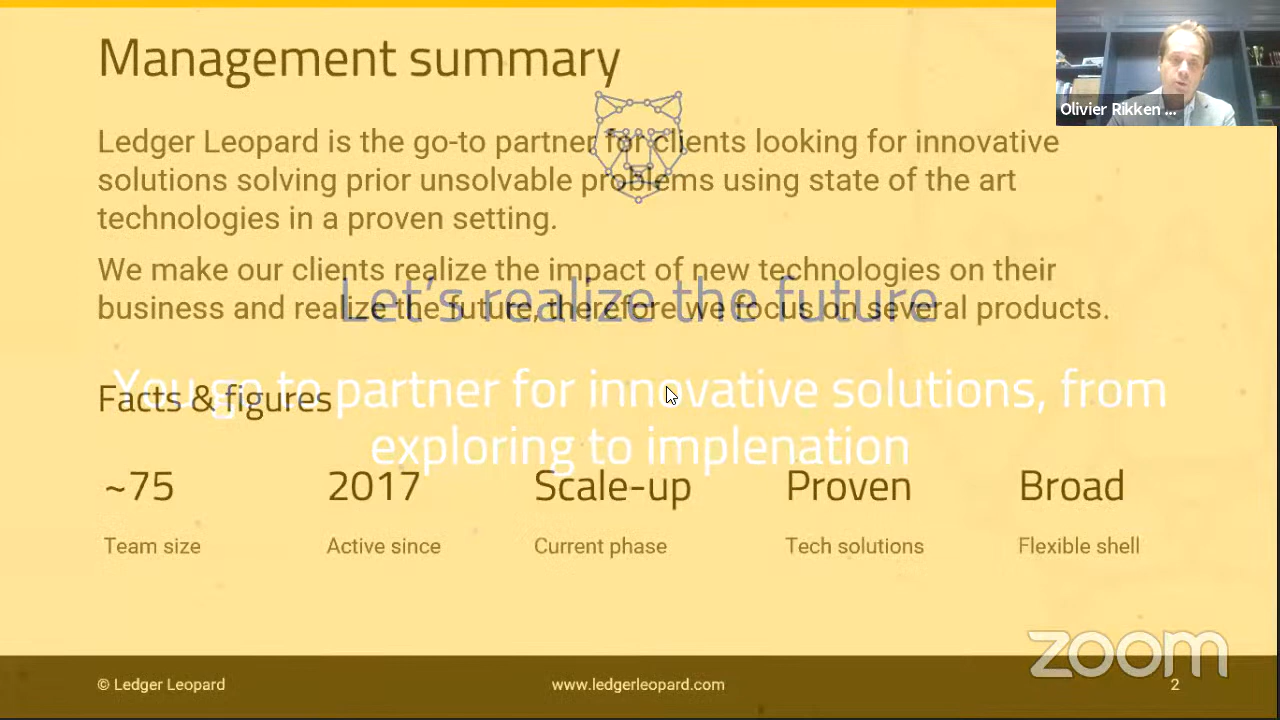 Management summary
Olivier Rikken ...
Ledger Leopard is the go-to partner for clients looking for innovative
solutions solving prior unsolvable problems using state of the art
technologies in a proven setting.
We make our clients realize the impact of new technologies on their
Let's realize the future
business and realize the future, therefore we focus on several products.
You go to partner for innovative solutions, from
Facts & figures
exploring to implenation
~75
2017
Scale-up
Proven
Broad
Team size
Active since
Current phase
Tech solutions
Flexible shell
zoom
© Ledger Leopard
www.ledgerleopard.com
2